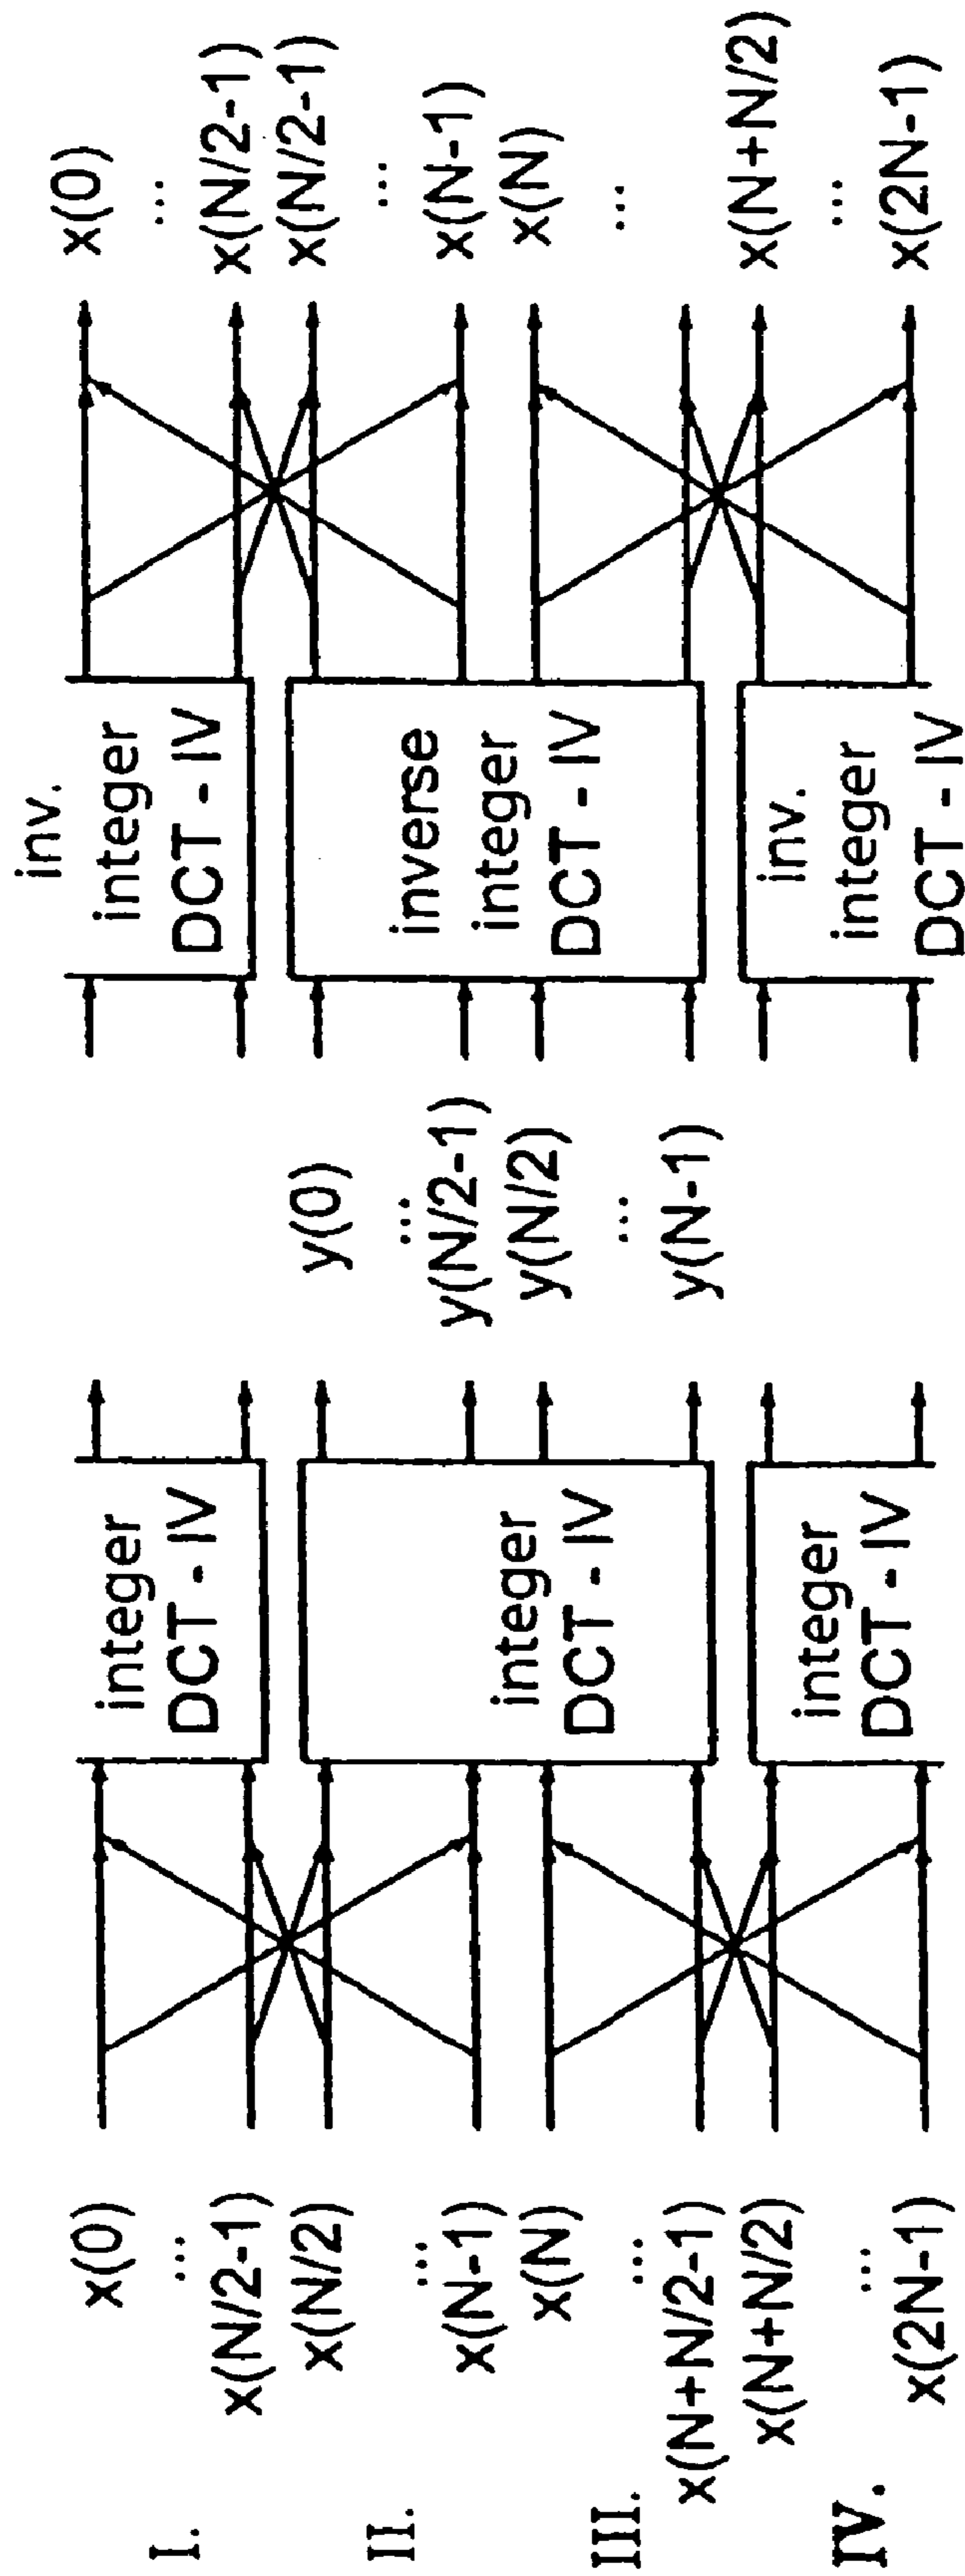 I.
II.
III.
IV.
x(0)
...
x(N/2-1)
x(N/2)
...
x(N-1)
x(N)
...
x(N+N/2-1)
x(N+N/2)
...
x(2N-1)
integer
DCT - IV
integer
DCT - IV
integer
DCT - IV
y(0)
...
y(N/2-1)
y(N/2)
...
y(N-1)
inv.
integer
DCT - IV
inverse
integer
DCT - IV
inv.
integer
DCT - IV
x(0)
...
x(N/2-1)
x(N/2-1)
...
x(N-1)
x(N)
...
x(N+N/2)
...
x(2N-1)